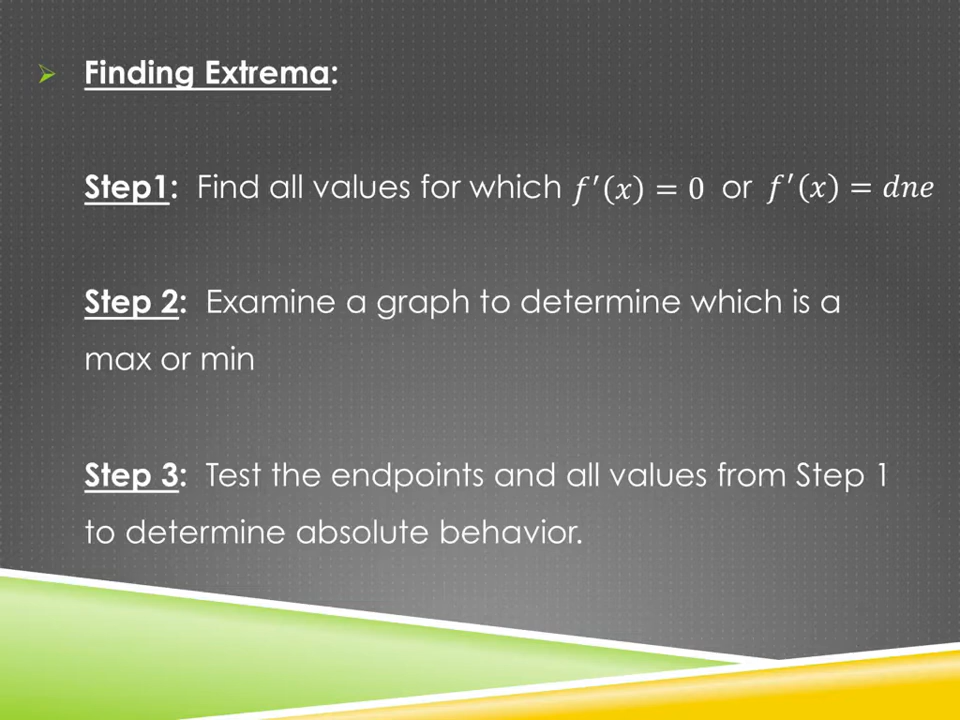 Finding Extrema:
Step1: Find all values for which f′(x) = 0 or f′(x) = dne
Step 2: Examine a graph to determine which is a
max or min
Step 3: Test the endpoints and all values from Step 1
to determine absolute behavior.